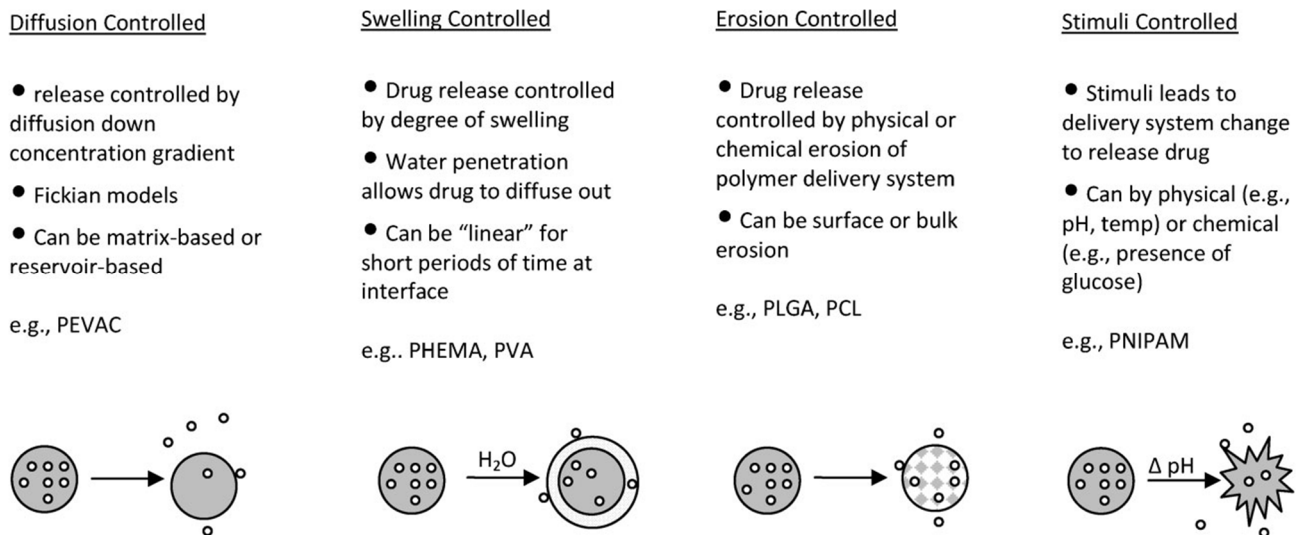 Diffusion Controlled
• release controlled by
diffusion down
concentration gradient
• Fickian models
• Can be matrix-based or
reservoir-based
e.g., PEVAC
Swelling Controlled
• Drug release controlled
by degree of swelling
• Water penetration
allows drug to diffuse out
• Can be “linear” for
short periods of time at
interface
e.g.. PHEMA, PVA
H₂O
Erosion Controlled
• Drug release
controlled by physical or
chemical erosion of
polymer delivery system
• Can be surface or bulk
erosion
e.g., PLGA, PCL
Stimuli Controlled
• Stimuli leads to
delivery system change
to release drug
• Can by physical (e.g.,
pH, temp) or chemical
(e.g., presence of
glucose)
e.g., PNIPAM
Δ pH